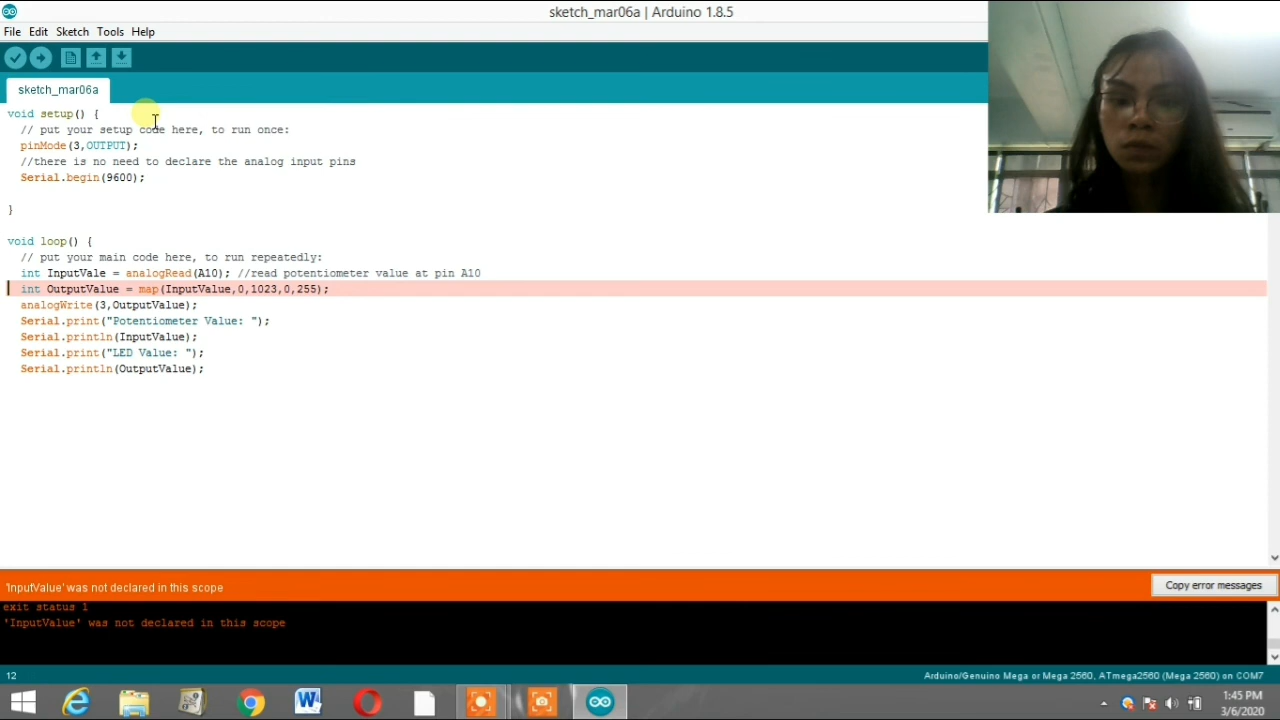 sketch_mar06a | Arduino 1.8.5
File Edit Sketch Tools Help
sketch_mar06a
void setup() {
// put your setup code here, to run once:
pinMode(3,OUTPUT);
//there is no need to declare the analog input pins
Serial.begin(9600);
}
void loop() {
// put your main code here, to run repeatedly:
int InputVale = analogRead(A10); //read potentiometer value at pin A10
int OutputValue = map(InputValue,0,1023,0,255);
analogWrite(3,OutputValue);
Serial.print("Potentiometer Value: ");
Serial.println(InputValue);
Serial.print("LED Value: ");
Serial.println(OutputValue);
'InputValue' was not declared in this scope
Copy error messages
exit status 1
'InputValue' was not declared in this scope
12
Arduino/Genuino Mega or Mega 2560, ATmega2560 (Mega 2560) on COM7
1:45 PM
3/6/2020